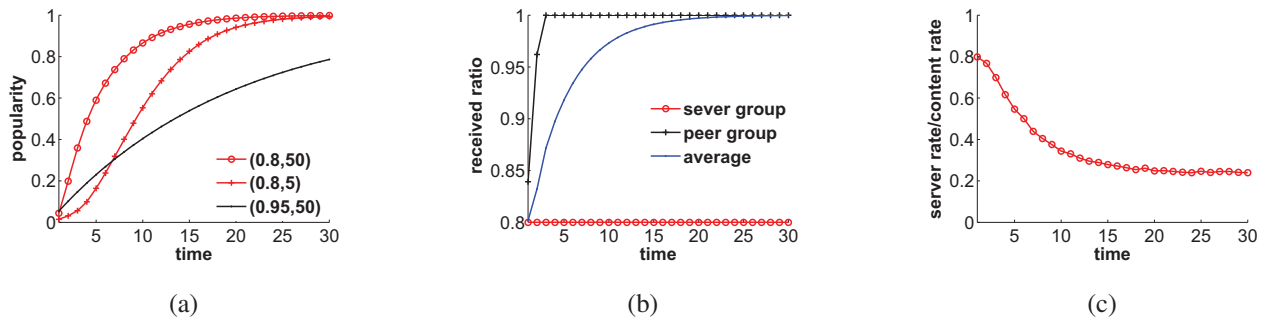 1
0.8
0.6
0.4
0.2
0
popularity
5 10 15 20 25 30
time
(0.8,50)
(0.8,5)
(0.95,50)
(a)
1
0.95
0.9
0.85
0.8
received ratio
5 10 15 20 25 30
time
sever group
peer group
average
(b)
1
0.8
0.6
0.4
0.2
0
server rate/content rate
5 10 15 20 25 30
time
(c)